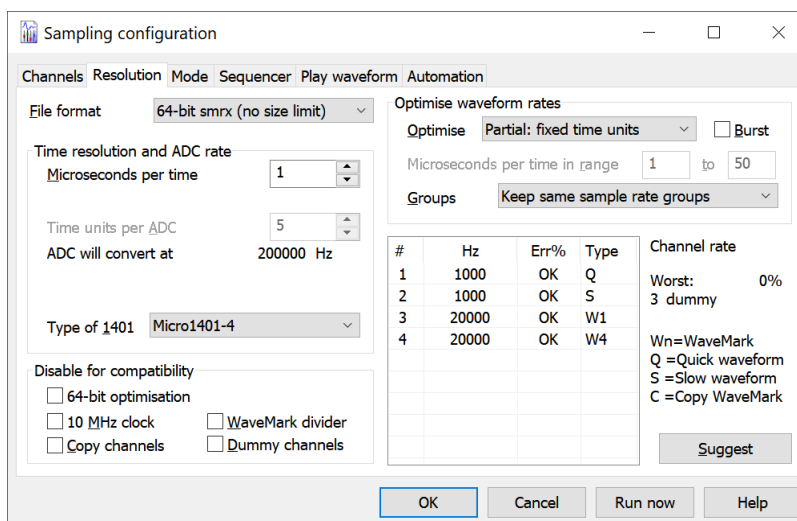 Sampling configuration
Channels Resolution Mode Sequencer Play waveform Automation
File format 64-bit smrx (no size limit)
Time resolution and ADC rate
Microseconds per time 1
Time units per ADC 5
ADC will convert at 200000 Hz
Type of 1401 Micro1401-4
Disable for compatibility
64-bit optimisation
10 MHz clock WaveMark divider
Copy channels Dummy channels
Optimise waveform rates
Optimise Partial: fixed time units Burst
Microseconds per time in range 1 to 50
Groups Keep same sample rate groups
# Hz Err% Type
1 1000 OK Q
2 1000 OK S
3 20000 OK W1
4 20000 OK W4
Channel rate
Worst: 0%
3 dummy
Wn=WaveMark
Q =Quick waveform
S =Slow waveform
C =Copy WaveMark
Suggest
OK Cancel Run now Help